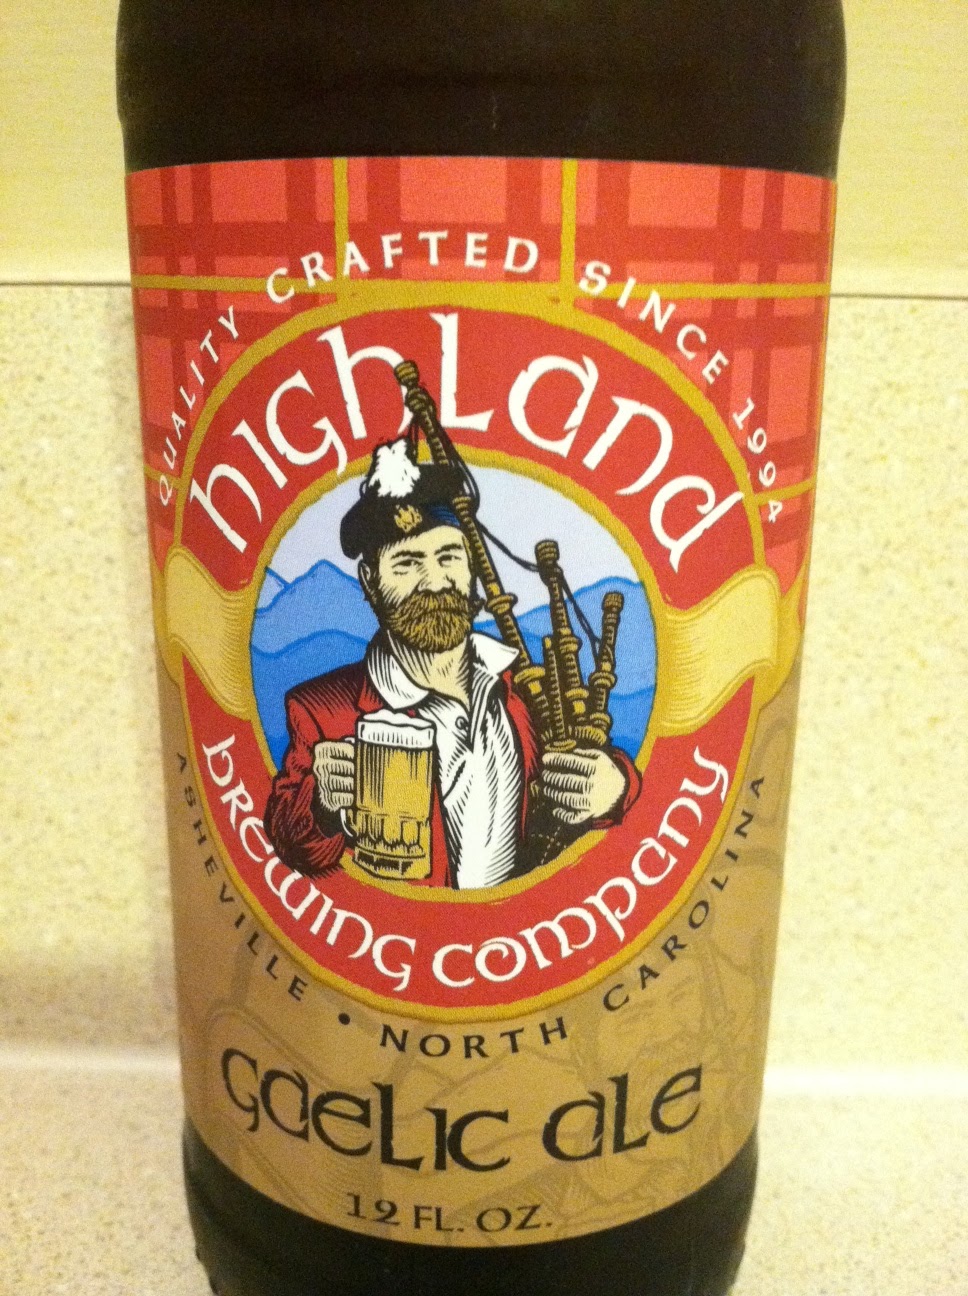 QUALITY CRAFTED SINCE 1994
highland
brewing company
ASHEVILLE • NORTH CAROLINA
gaelic ale
12 FL. OZ.